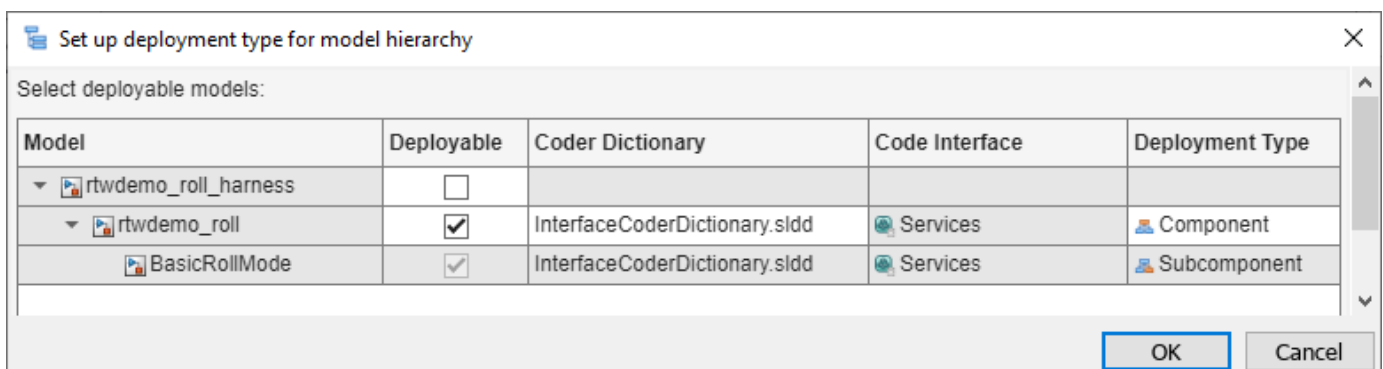 Set up deployment type for model hierarchy
Select deployable models:
Model Deployable Coder Dictionary Code Interface Deployment Type
rtwdemo_roll_harness
rtwdemo_roll InterfaceCoderDictionary.sldd Services Component
BasicRollMode InterfaceCoderDictionary.sldd Services Subcomponent
OK Cancel